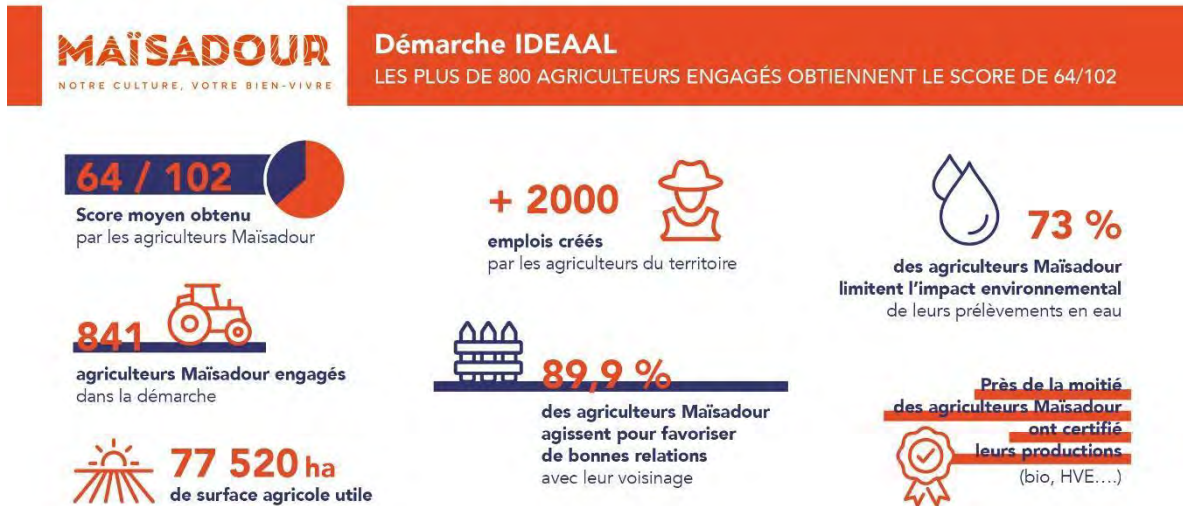 MAÏSADOUR
NOTRE CULTURE, VOTRE BIEN-VIVRE
Démarche IDEAAL
LES PLUS DE 800 AGRICULTEURS ENGAGÉS OBTIENNENT LE SCORE DE 64/102
64 / 102
Score moyen obtenu
par les agriculteurs Maïsadour
841
agriculteurs Maïsadour engagés
dans la démarche
77 520 ha
de surface agricole utile
+ 2000
emplois créés
par les agriculteurs du territoire
89,9 %
des agriculteurs Maïsadour
agissent pour favoriser
de bonnes relations
avec leur voisinage
73 %
des agriculteurs Maïsadour
limitent l'impact environnemental
de leurs prélèvements en eau
Près de la moitié
des agriculteurs Maïsadour
ont certifié
leurs productions
(bio, HVE....)